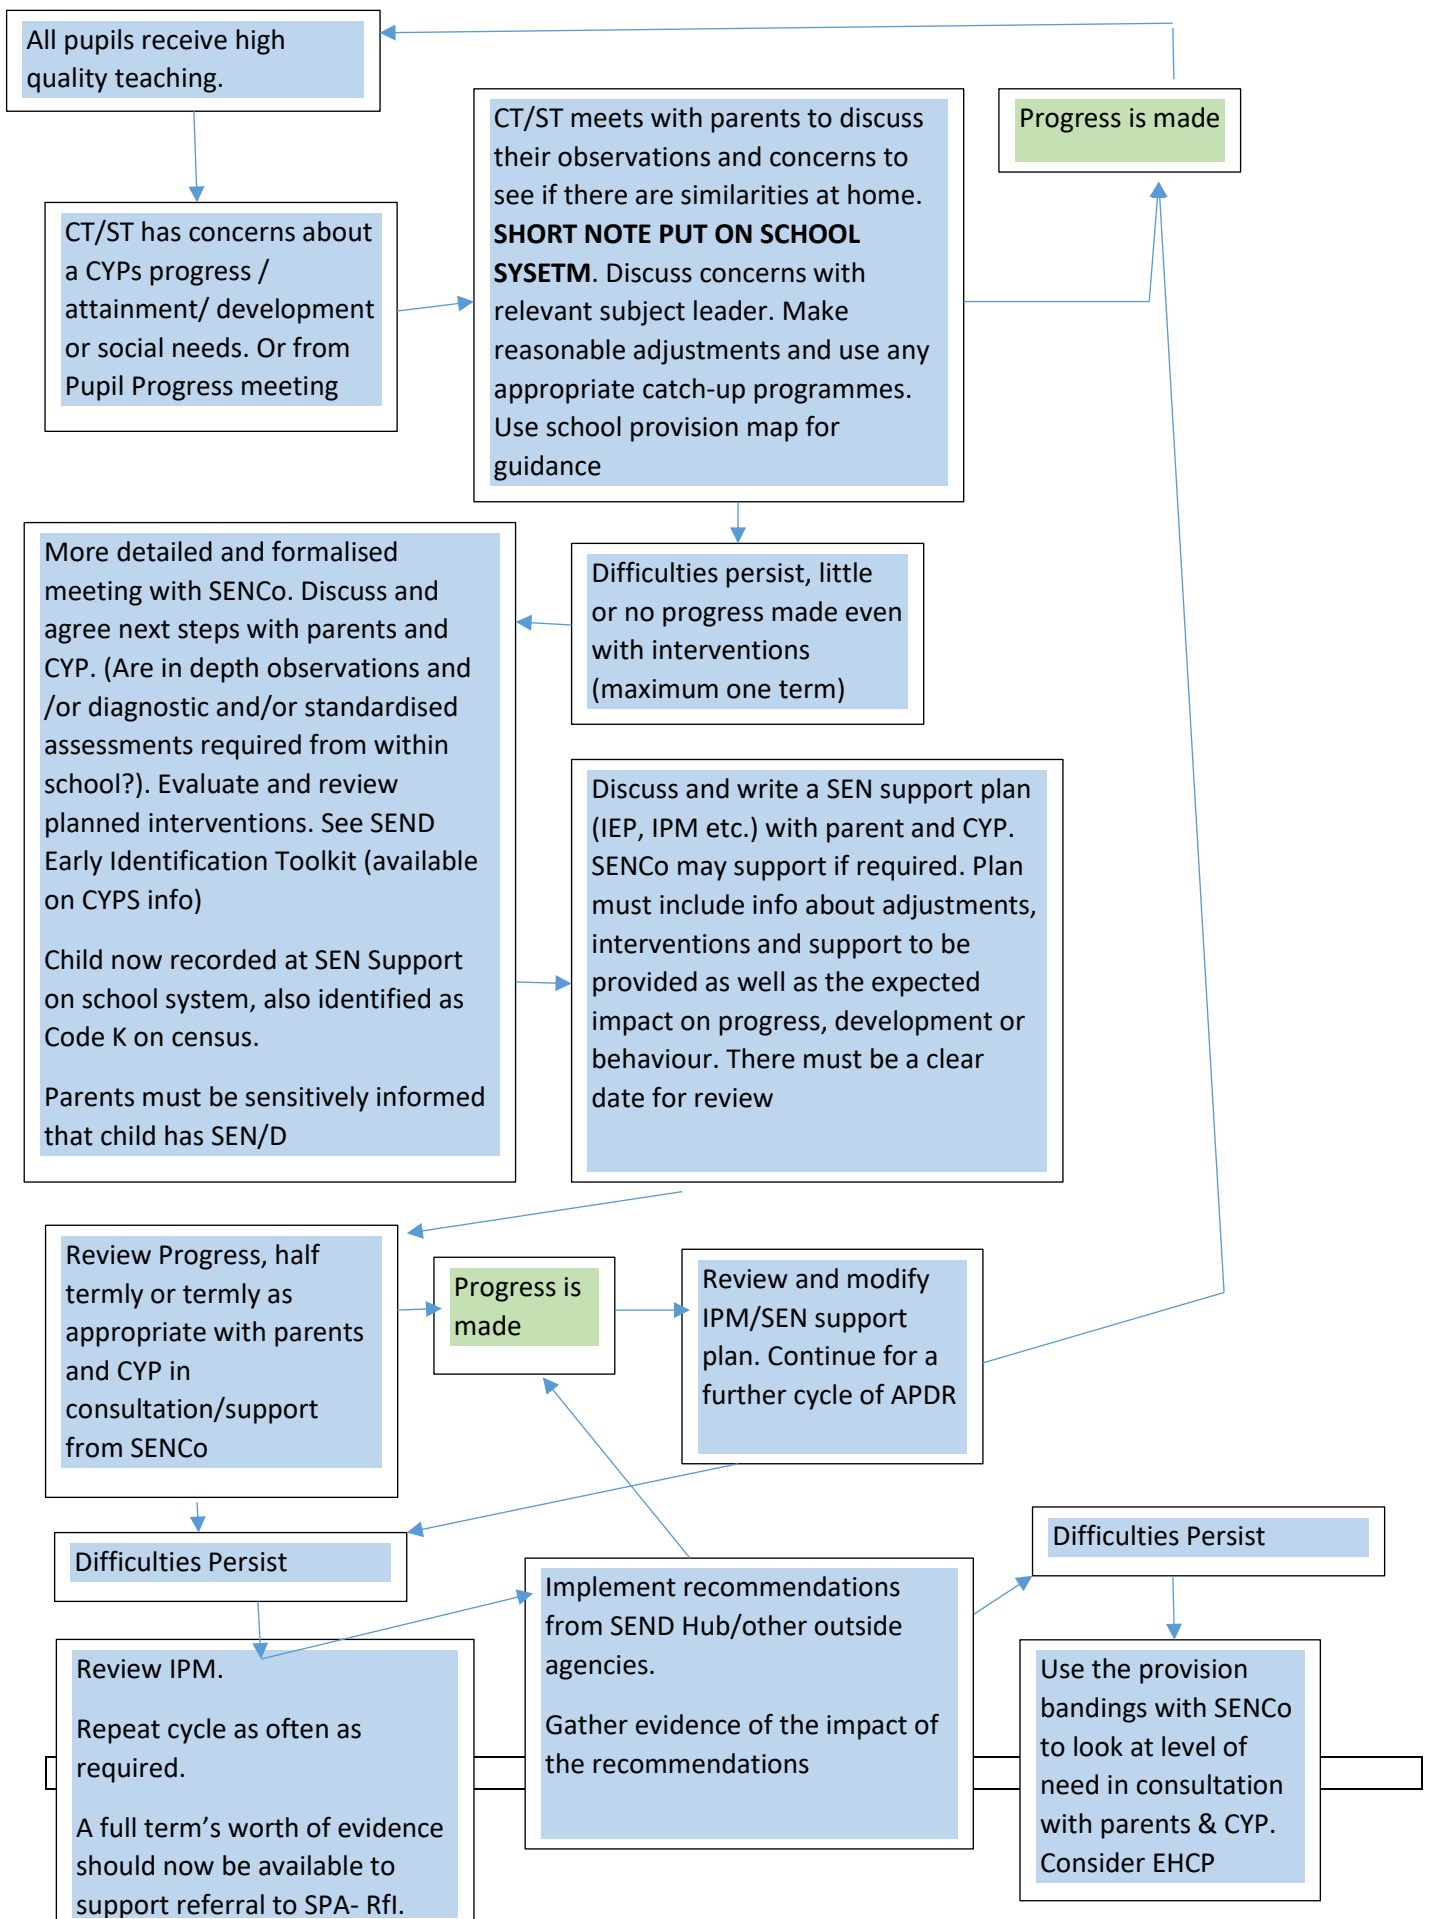 All pupils receive high
quality teaching.
CT/ST has concerns about
a CYPs progress /
attainment/ development
or social needs. Or from
Pupil Progress meeting
CT/ST meets with parents to discuss
their observations and concerns to
see if there are similarities at home.
SHORT NOTE PUT ON SCHOOL
SYSETM. Discuss concerns with
relevant subject leader. Make
reasonable adjustments and use any
appropriate catch-up programmes.
Use school provision map for
guidance
Progress is made
Difficulties persist, little
or no progress made even
with interventions
(maximum one term)
More detailed and formalised
meeting with SENCo. Discuss and
agree next steps with parents and
CYP. (Are in depth observations and
/or diagnostic and/or standardised
assessments required from within
school?). Evaluate and review
planned interventions. See SEND
Early Identification Toolkit (available
on CYPS info)
Child now recorded at SEN Support
on school system, also identified as
Code K on census.
Parents must be sensitively informed
that child has SEN/D
Discuss and write a SEN support plan
(IEP, IPM etc.) with parent and CYP.
SENCo may support if required. Plan
must include info about adjustments,
interventions and support to be
provided as well as the expected
impact on progress, development or
behaviour. There must be a clear
date for review
Review Progress, half
termly or termly as
appropriate with parents
and CYP in
consultation/support
from SENCo
Progress is
made
Review and modify
IPM/SEN support
plan. Continue for a
further cycle of APDR
Difficulties Persist
Review IPM.
Repeat cycle as often as
required.
A full term’s worth of evidence
should now be available to
support referral to SPA- RfI.
Implement recommendations
from SEND Hub/other outside
agencies.
Gather evidence of the impact of
the recommendations
Difficulties Persist
Use the provision
bandings with SENCo
to look at level of
need in consultation
with parents & CYP.
Consider EHCP